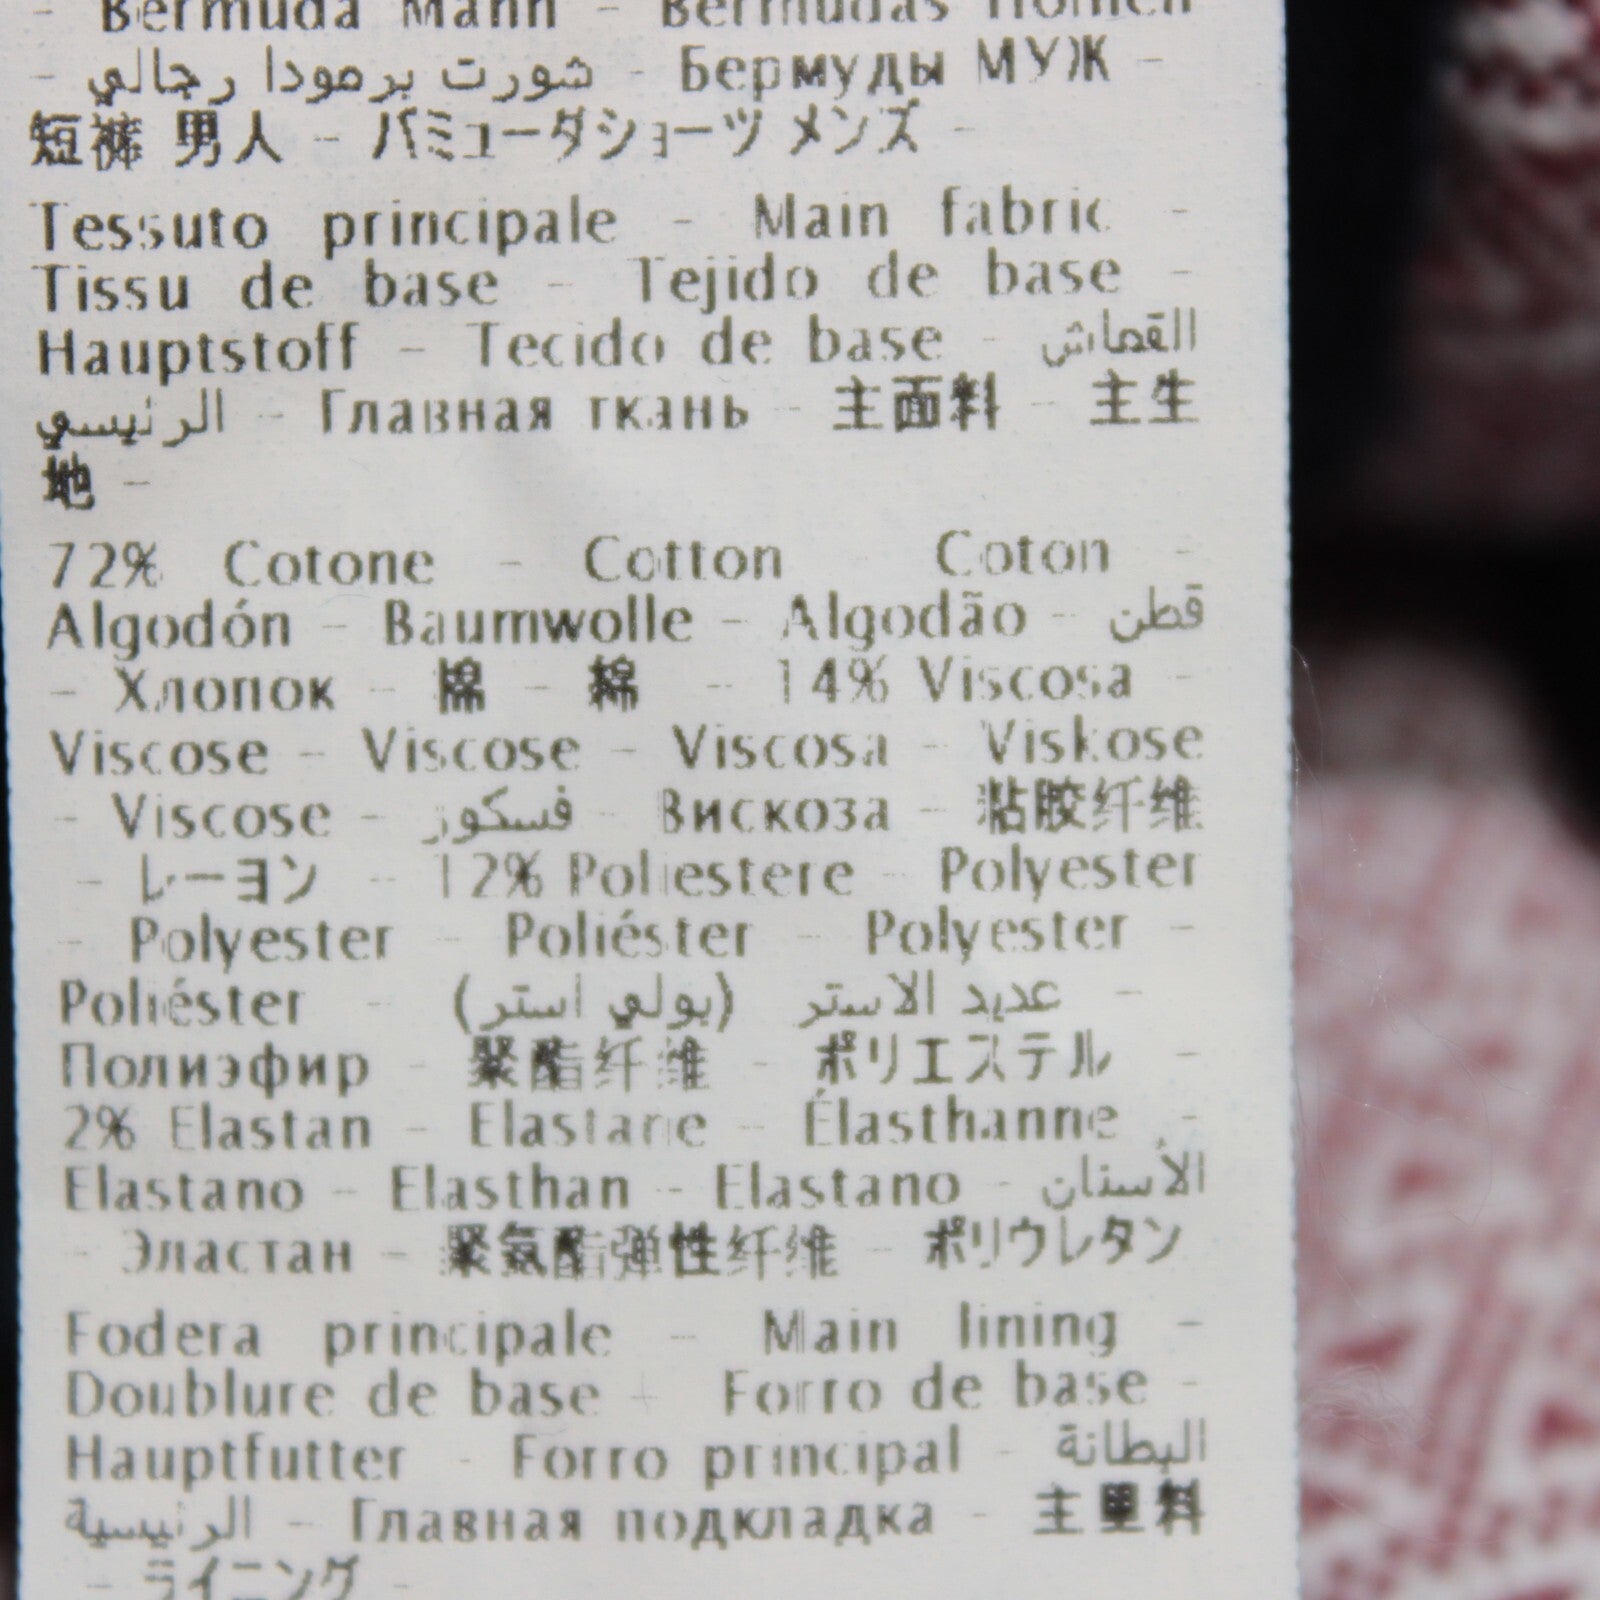 - Bermuda Mann - Bermudas Homem
- شورت برمودا رجالي - Бермуды МУЖ -
短裤 男人 - バミューダショーツ メンズ -
Tessuto principale - Main fabric -
Tissu de base - Tejido de base -
Hauptstoff - Tecido de base - القماش
الرئيسي - Главная ткань - 主面料 - 主生
地 -
72% Cotone - Cotton - Coton -
Algodón - Baumwolle - Algodão - قطن
- Хлопок - 棉 - 綿 - 14% Viscosa -
Viscose - Viscose - Viscosa - Viskose
- Viscose - فسكوز - Вискоза - 粘胶纤维
- レーヨン - 12% Poliestere - Polyester
- Polyester - Poliéster - Polyester -
Poliéster - عديد الاستر (بولي استر) -
Полиэфир - 聚酯纤维 - ポリエステル -
2% Elastan - Elastane - Élasthanne -
Elastano - Elasthan - Elastano - الأستان
- Эластан - 聚氨酯弹性纤维 - ポリウレタン
Fodera principale - Main lining -
Doublure de base - Forro de base -
Hauptfutter - Forro principal - البطانة
الرئيسية - Главная подкладка - 主里料
- ライニング -